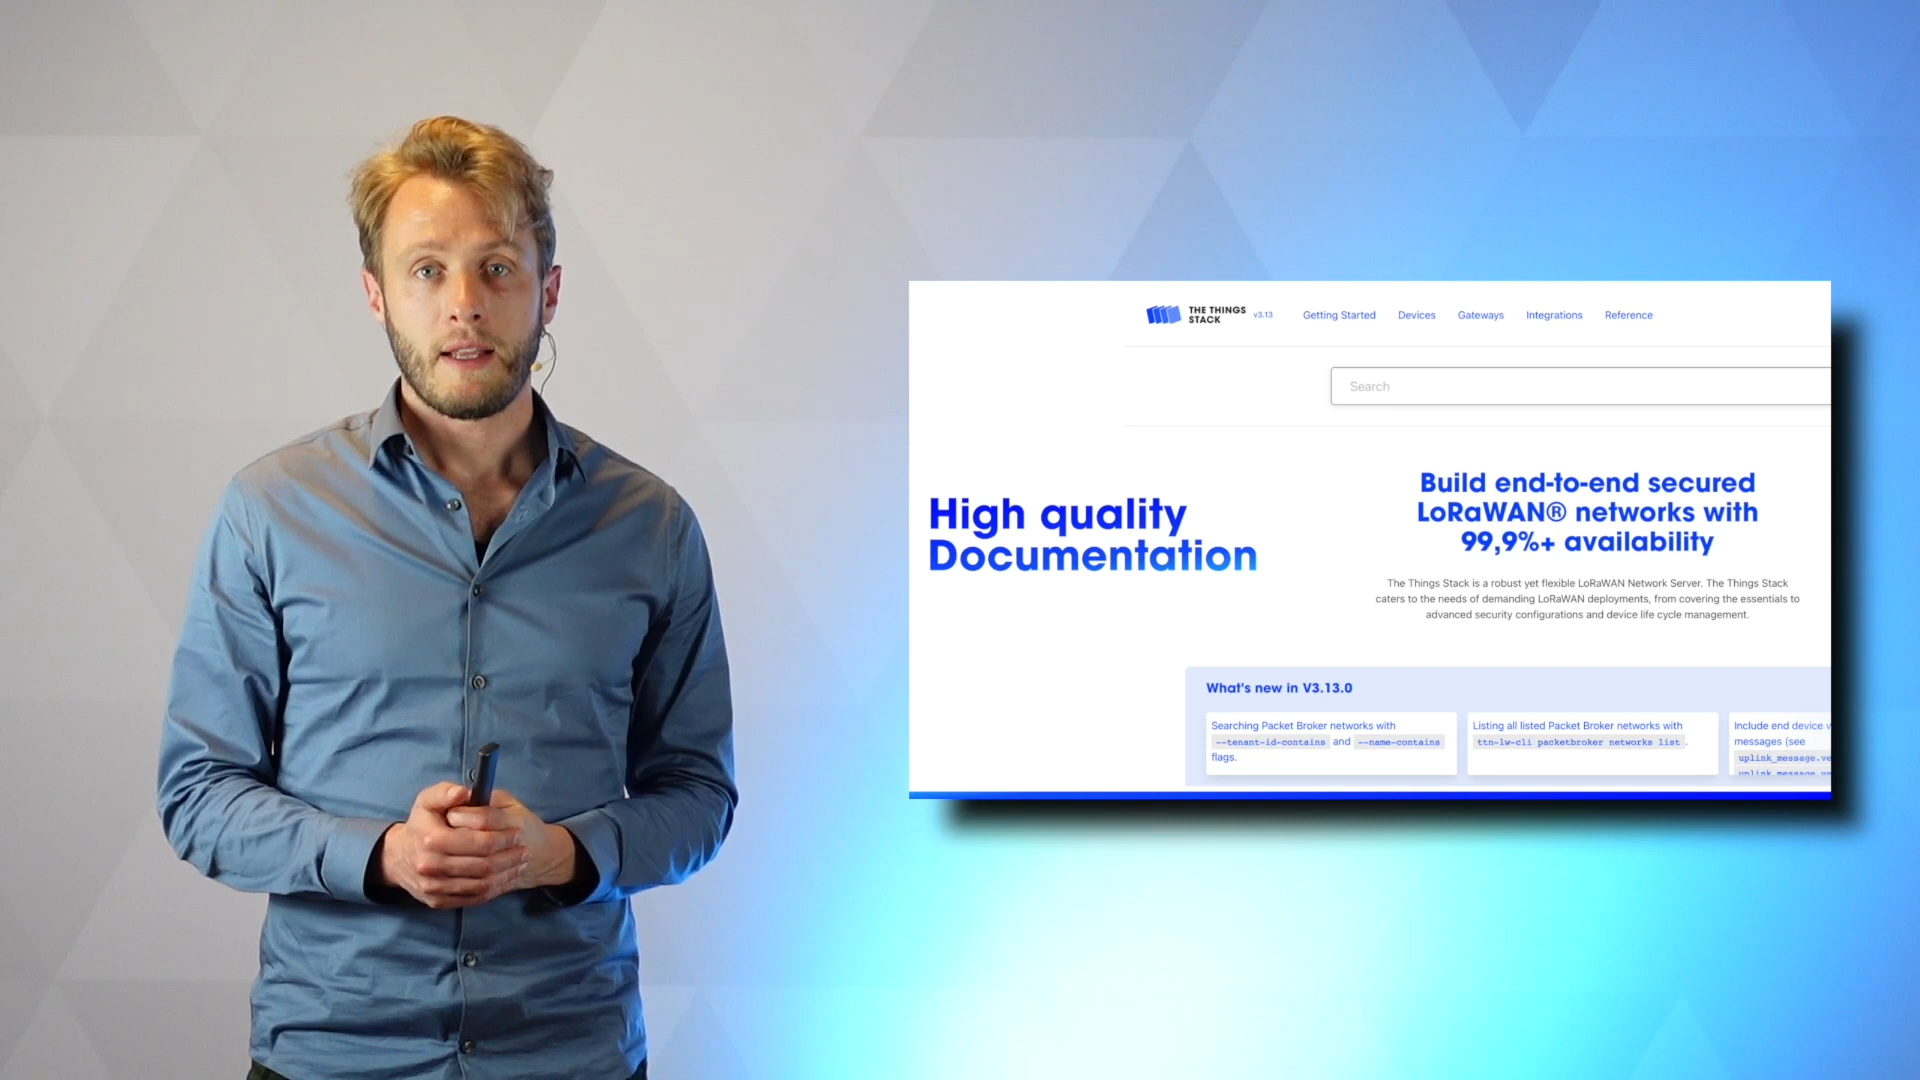 THE THINGS
STACK
v3.13
Getting Started
Devices
Gateways
Integrations
Reference
Search
High quality
Documentation
Build end-to-end secured
LoRaWAN® networks with
99,9%+ availability
The Things Stack is a robust yet flexible LoRaWAN Network Server. The Things Stack
caters to the needs of demanding LoRaWAN deployments, from covering the essentials to
advanced security configurations and device life cycle management.
What's new in V3.13.0
Searching Packet Broker networks with
--tenant-id-contains and --name-contains
flags.
Listing all listed Packet Broker networks with
ttn-lw-cli packetbroker networks list.
Include end device v
messages (see
uplink_message.ve
uplink_message.ve